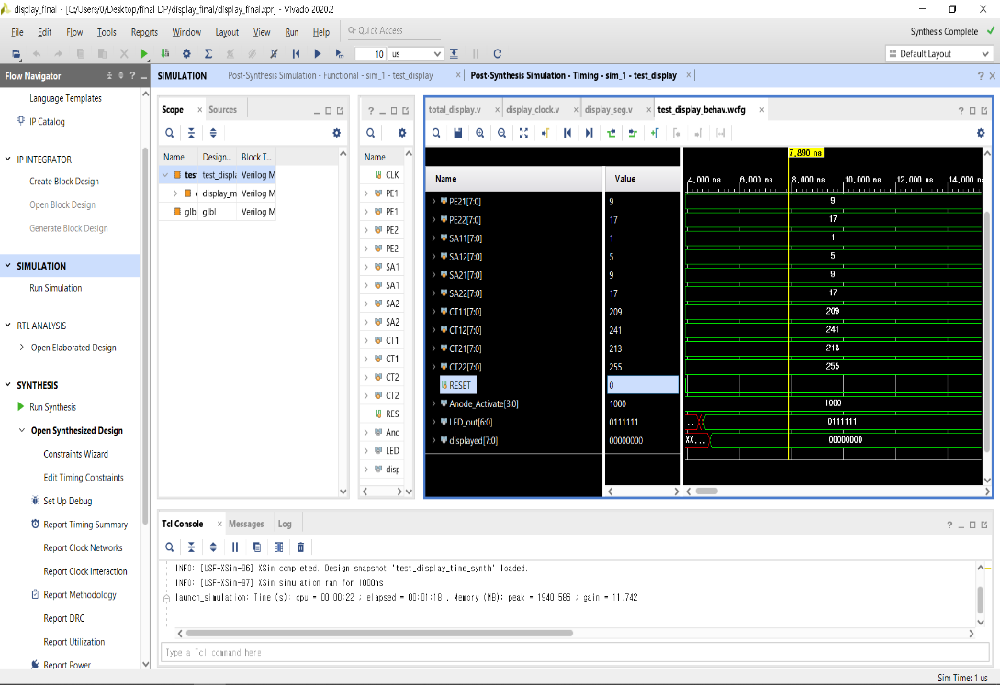 display_final - [C:/Users/0/Desktop/final DP/display_final/display_final.xpr] - Vivado 2020.2
File Edit Flow Tools Reports Window Layout View Run Help Quick Access
Synthesis Complete
10 us
Default Layout
Flow Navigator
Language Templates
IP Catalog
IP INTEGRATOR
Create Block Design
Open Block Design
Generate Block Design
SIMULATION
Run Simulation
RTL ANALYSIS
Open Elaborated Design
SYNTHESIS
Run Synthesis
Open Synthesized Design
Constraints Wizard
Edit Timing Constraints
Set Up Debug
Report Timing Summary
Report Clock Networks
Report Clock Interaction
Report Methodology
Report DRC
Report Utilization
Report Power
SIMULATION
Post-Synthesis Simulation - Functional - sim_1 - test_display
Post-Synthesis Simulation - Timing - sim_1 - test_display
Scope Sources
Name Design... Block T...
test test_displ Verilog M
display_m Verilog M
glbl glbl Verilog M
Name
CLK
PE1
PE1
PE2
PE2
SA1
SA1
SA2
SA2
CT1
CT1
CT2
CT2
RES
Ano
LED
disp
total_display.v display_clock.v display_seg.v test_display_behav.wcfg
7,890 ns
Name Value
4,000 ns 6,000 ns 8,000 ns 10,000 ns 12,000 ns 14,000
PE21[7:0] 9 9
PE22[7:0] 17 17
SA11[7:0] 1 1
SA12[7:0] 5 5
SA21[7:0] 9 9
SA22[7:0] 17 17
CT11[7:0] 209 209
CT12[7:0] 241 241
CT21[7:0] 213 213
CT22[7:0] 255 255
RESET 0
Anode_Activate[3:0] 1000 1000
LED_out[6:0] 0111111 .. 0111111
displayed[7:0] 00000000 XX... 00000000
Tcl Console Messages Log
INFO: [USF-XSim-96] XSim completed. Design snapshot 'test_display_time_synth' loaded.
INFO: [USF-XSim-97] XSim simulation ran for 1000ns
launch_simulation: Time (s): cpu = 00:00:22 ; elapsed = 00:01:18 . Memory (MB): peak = 1940.586 ; gain = 11.742
Type a Tcl command here
Sim Time: 1 us